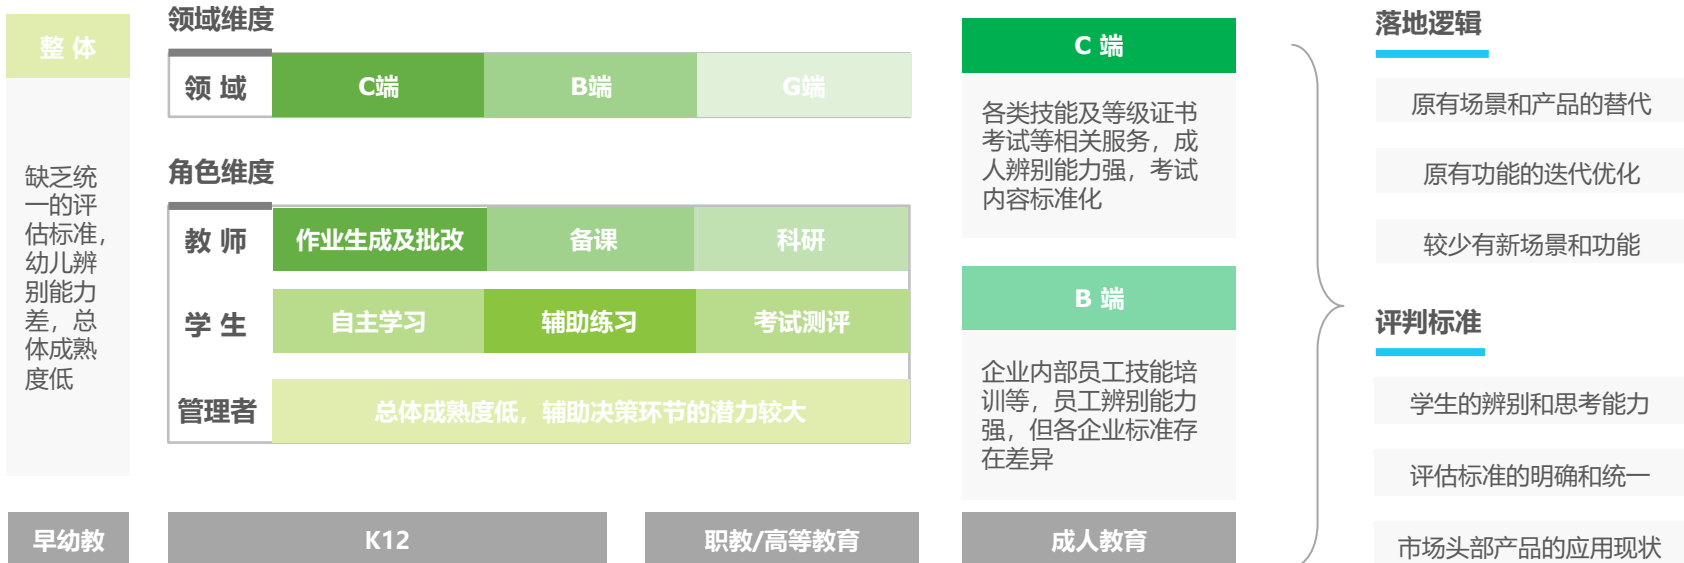 整 体
缺乏统
一的评
估标准，
幼儿辨
别能力
差，总
体成熟
度低
早幼教
领域维度
领 域
C端
B端
G端
角色维度
教 师
作业生成及批改
备课
科研
学 生
自主学习
辅助练习
考试测评
管理者
总体成熟度低，辅助决策环节的潜力较大
K12
职教/高等教育
C 端
各类技能及等级证书
考试等相关服务，成
人辨别能力强，考试
内容标准化
B 端
企业内部员工技能培
训等，员工辨别能力
强，但各企业标准存
在差异
成人教育
落地逻辑
原有场景和产品的替代
原有功能的迭代优化
较少有新场景和功能
评判标准
学生的辨别和思考能力
评估标准的明确和统一
市场头部产品的应用现状